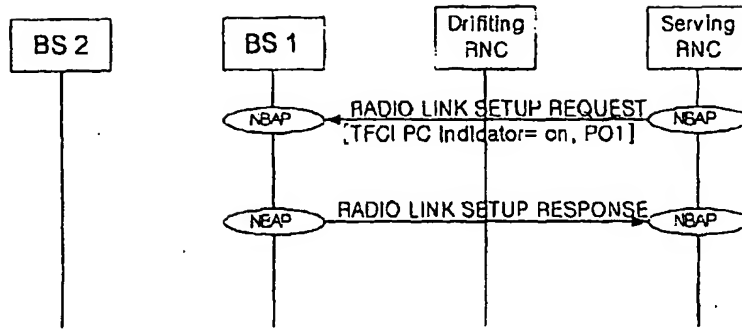 BS 2
BS 1
Drifiting
RNC
Serving
RNC
NBAP
RADIO LINK SETUP REQUEST
[TFCI PC Indicator= on, PO1]
NBAP
NBAP
RADIO LINK SETUP RESPONSE
NBAP